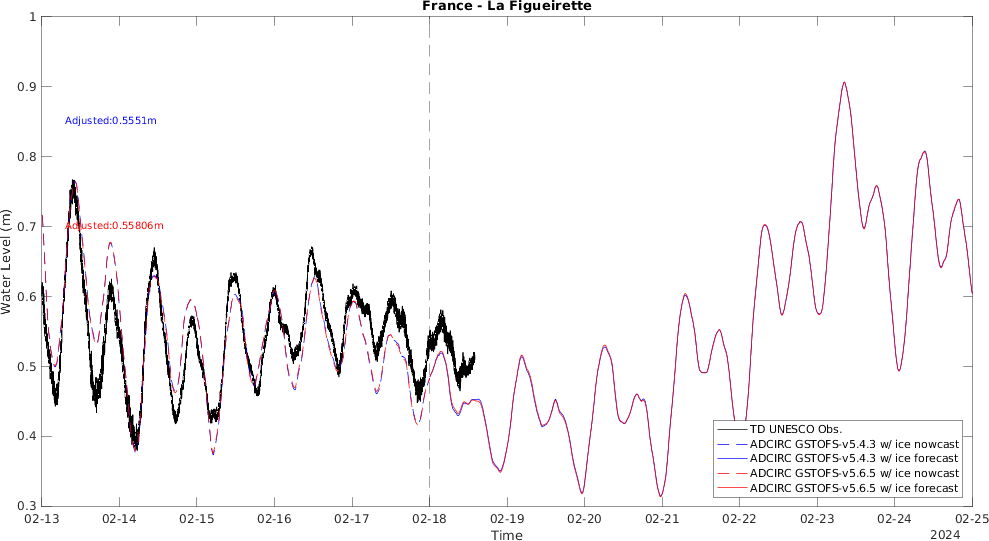 France - La Figueirette
1
0.9
0.8
0.7
0.6
0.5
0.4
0.3
Water Level (m)
Adjusted:0.5551m
Adjusted:0.55806m
TD UNESCO Obs.
ADCIRC GSTOFS-v5.4.3 w/ ice nowcast
ADCIRC GSTOFS-v5.4.3 w/ ice forecast
ADCIRC GSTOFS-v5.6.5 w/ ice nowcast
ADCIRC GSTOFS-v5.6.5 w/ ice forecast
02-13 02-14 02-15 02-16 02-17 02-18 02-19 02-20 02-21 02-22 02-23 02-24 02-25
Time
2024